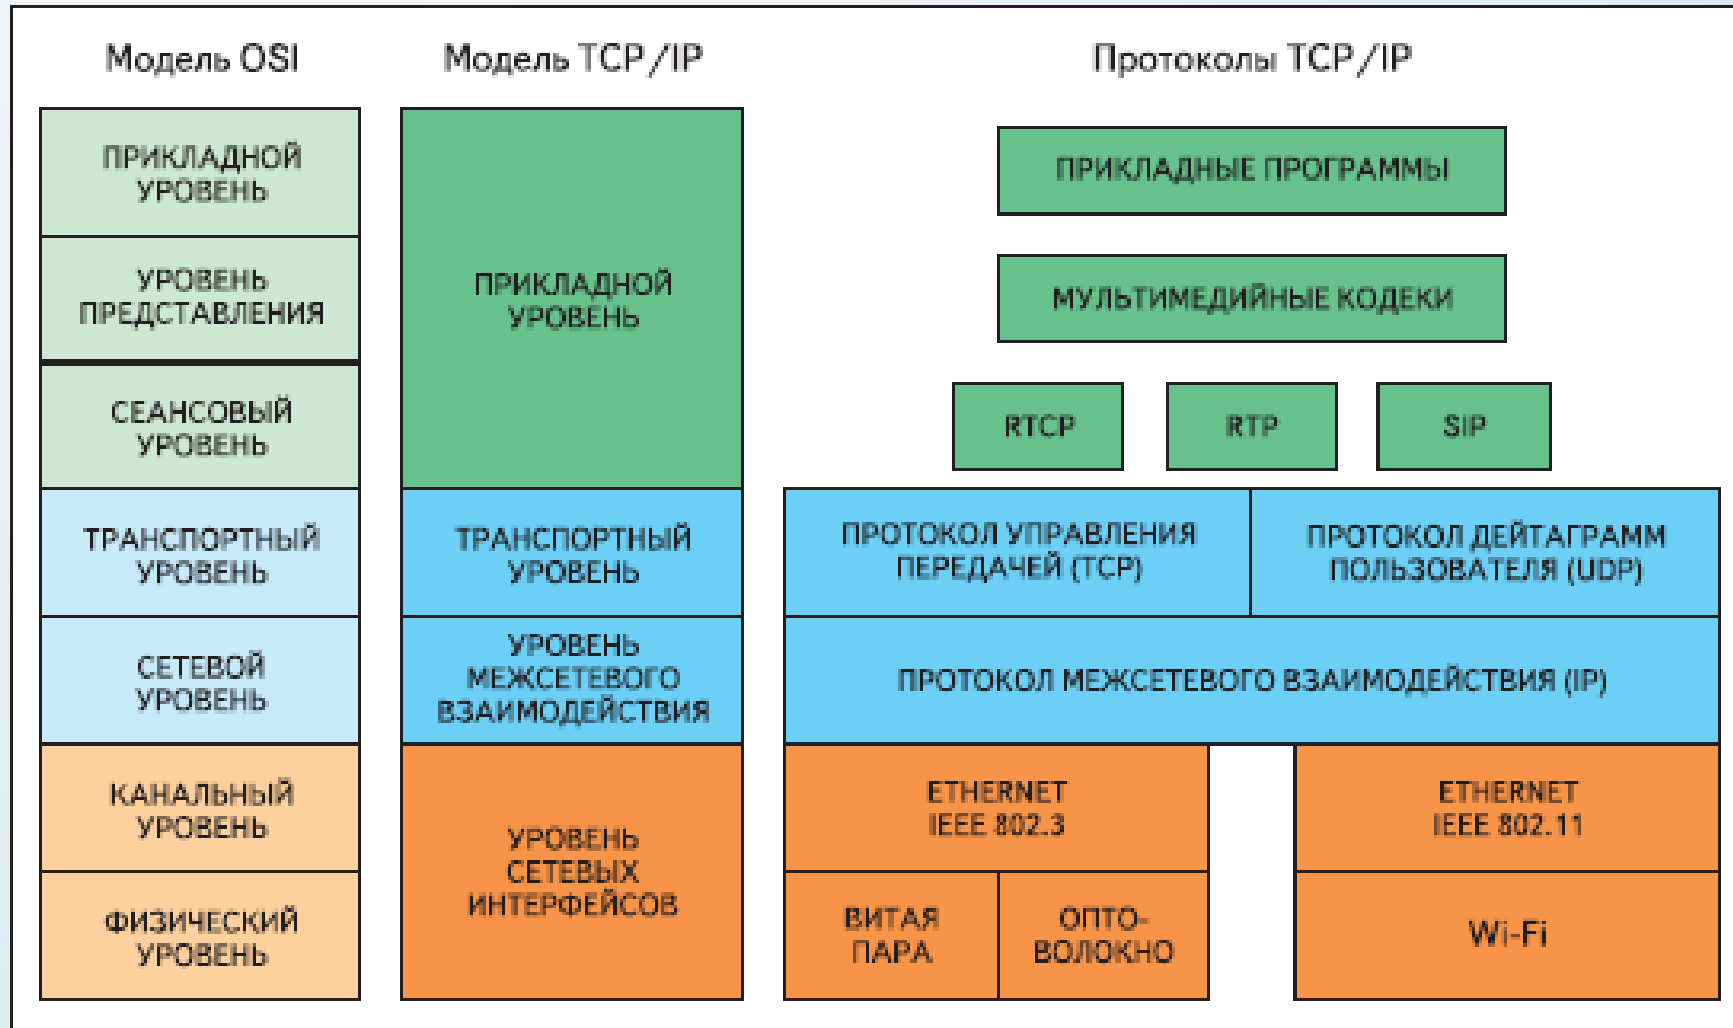 Модель OSI
Модель TCP/IP
Протоколы TCP/IP
ПРИКЛАДНОЙ
УРОВЕНЬ
УРОВЕНЬ
ПРЕДСТАВЛЕНИЯ
СЕАНСОВЫЙ
УРОВЕНЬ
ТРАНСПОРТНЫЙ
УРОВЕНЬ
СЕТЕВОЙ
УРОВЕНЬ
КАНАЛЬНЫЙ
УРОВЕНЬ
ФИЗИЧЕСКИЙ
УРОВЕНЬ
ПРИКЛАДНОЙ
УРОВЕНЬ
ТРАНСПОРТНЫЙ
УРОВЕНЬ
УРОВЕНЬ
МЕЖСЕТЕВОГО
ВЗАИМОДЕЙСТВИЯ
УРОВЕНЬ
СЕТЕВЫХ
ИНТЕРФЕЙСОВ
ПРИКЛАДНЫЕ ПРОГРАММЫ
МУЛЬТИМЕДИЙНЫЕ КОДЕКИ
RTCP
RTP
SIP
ПРОТОКОЛ УПРАВЛЕНИЯ
ПЕРЕДАЧЕЙ (TCP)
ПРОТОКОЛ ДЕЙТАГРАММ
ПОЛЬЗОВАТЕЛЯ (UDP)
ПРОТОКОЛ МЕЖСЕТЕВОГО ВЗАИМОДЕЙСТВИЯ (IP)
ETHERNET
IEEE 802.3
ETHERNET
IEEE 802.11
ВИТАЯ
ПАРА
ОПТО-
ВОЛОКНО
Wi-Fi